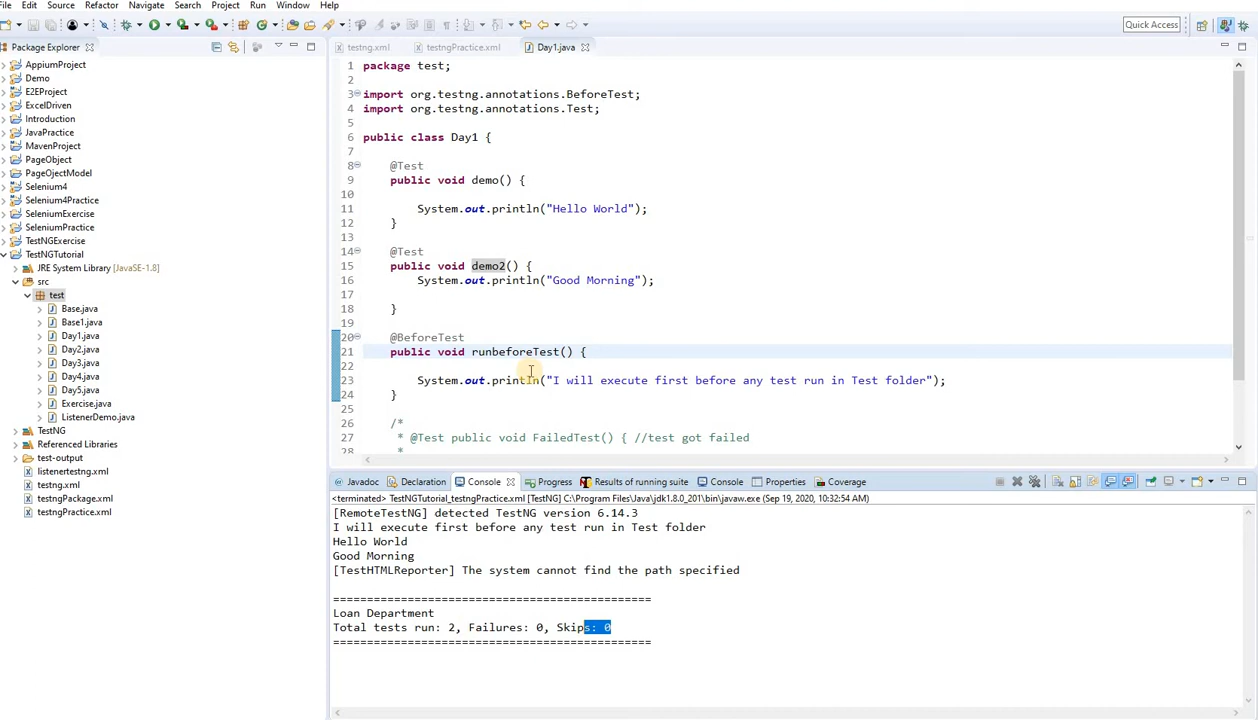 File Edit Source Refactor Navigate Search Project Run Window Help
Quick Access
Package Explorer
AppiumProject
Demo
E2EProject
ExcelDriven
Introduction
JavaPractice
MavenProject
PageObject
PageOjectModel
Selenium4
Selenium4Practice
SeleniumExercise
SeleniumPractice
TestNGExercise
TestNGTutorial
JRE System Library [JavaSE-1.8]
src
test
Base.java
Base1.java
Day1.java
Day2.java
Day3.java
Day4.java
Day5.java
Exercise.java
ListenerDemo.java
TestNG
Referenced Libraries
test-output
listenertestng.xml
testng.xml
testngPackage.xml
testngPractice.xml
testng.xml testngPractice.xml Day1.java
1 package test;
2
3 import org.testng.annotations.BeforeTest;
4 import org.testng.annotations.Test;
5
6 public class Day1 {
7
8 @Test
9 public void demo() {
10
11 System.out.println("Hello World");
12 }
13
14 @Test
15 public void demo2() {
16 System.out.println("Good Morning");
17
18 }
19
20 @BeforeTest
21 public void runbeforeTest() {
22
23 System.out.println("I will execute first before any test run in Test folder");
24 }
25
26 /*
27 * @Test public void FailedTest() { //test got failed
28 *
Javadoc Declaration Console Progress Results of running suite Console Properties Coverage
<terminated> TestNGTutorial_testngPractice.xml [TestNG] C:\Program Files\Java\jdk1.8.0_201\bin\javaw.exe (Sep 19, 2020, 10:32:54 AM)
[RemoteTestNG] detected TestNG version 6.14.3
I will execute first before any test run in Test folder
Hello World
Good Morning
[TestHTMLReporter] The system cannot find the path specified
===============================================
Loan Department
Total tests run: 2, Failures: 0, Skips: 0
===============================================